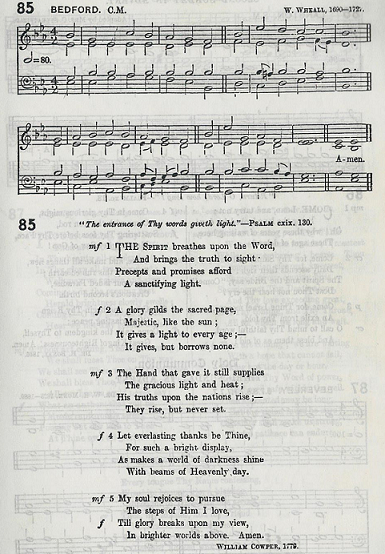 85 BEDFORD. C.M. W. WHEALL, 1690-172
=80.
A-men.
85 "The entrance of Thy words giveth light."—PSALM cxix. 130.
mf 1 THE SPIRIT breathes upon the Word,
And brings the truth to sight
Precepts and promises afford
A sanctifying light.
f 2 A glory gilds the sacred page,
Majestic, like the sun ;
It gives a light to every age ;—
It gives, but borrows none.
mf 3 The Hand that gave it still supplies
The gracious light and heat ;
His truths upon the nations rise ;—
They rise, but never set.
f 4 Let everlasting thanks be Thine,
For such a bright display,
As makes a world of darkness shine
With beams of Heavenly day.
mf 5 My soul rejoices to pursue
The steps of Him I love,
f Till glory breaks upon my view,
In brighter worlds above. Amen.
WILLIAM COWPER, 1779.